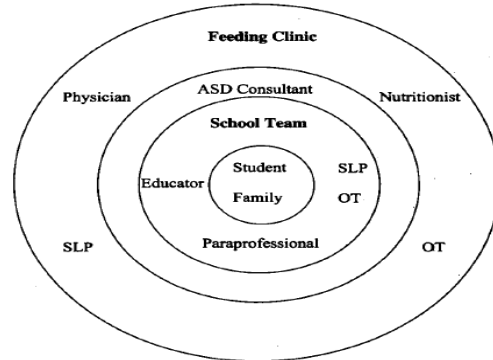 Feeding Clinic
ASD Consultant
Physician
Nutritionist
School Team
Student
SLP
Educator
Family
OT
Paraprofessional
SLP
OT